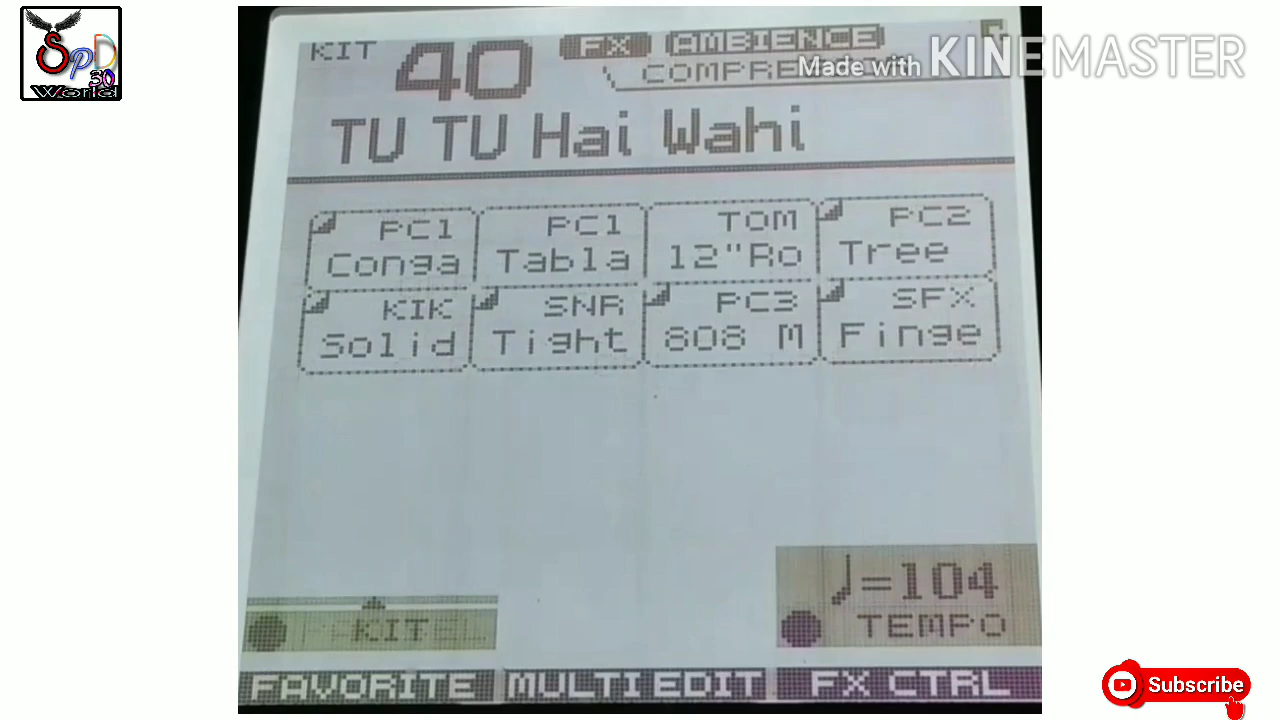 SPD
30
World
KIT 40 FX AMBIENCE
Made with KINEMASTER
TU TU Hai Wahi
PC1 PC1 TOM PC2
Conga Tabla 12"Ro Tree
KIK SNR PC3 SFX
Solid Tight 808 M Finge
♩=104
KIT
TEMPO
FAVORITE MULTI EDIT FX CTRL
Subscribe